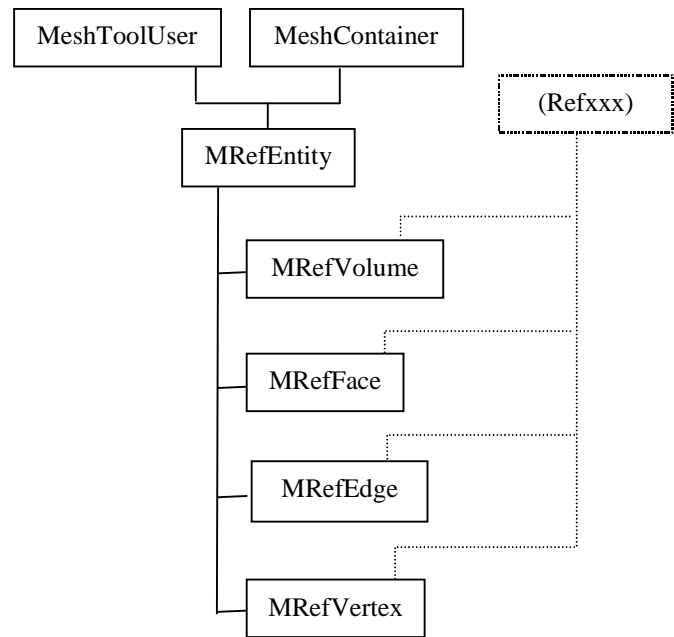 MeshToolUser
MeshContainer
(Refxxx)
MRefEntity
MRefVolume
MRefFace
MRefEdge
MRefVertex